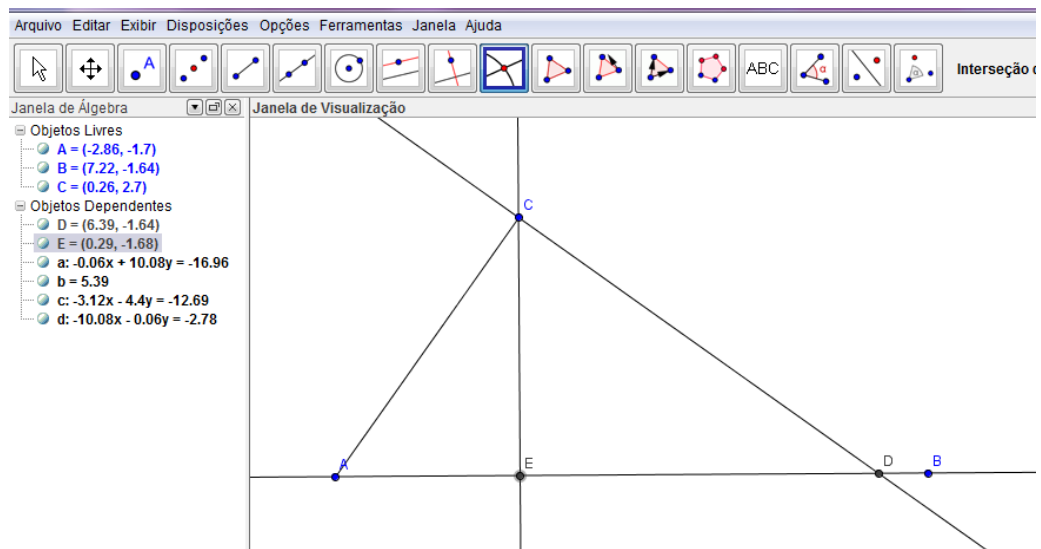 Arquivo Editar Exibir Disposições Opções Ferramentas Janela Ajuda
A
ABC
α
Interseção
Janela de Álgebra
Janela de Visualização
Objetos Livres
A = (-2.86, -1.7)
B = (7.22, -1.64)
C = (0.26, 2.7)
Objetos Dependentes
D = (6.39, -1.64)
E = (0.29, -1.68)
a: -0.06x + 10.08y = -16.96
b = 5.39
c: -3.12x - 4.4y = -12.69
d: -10.08x - 0.06y = -2.78
C
A
E
D
B